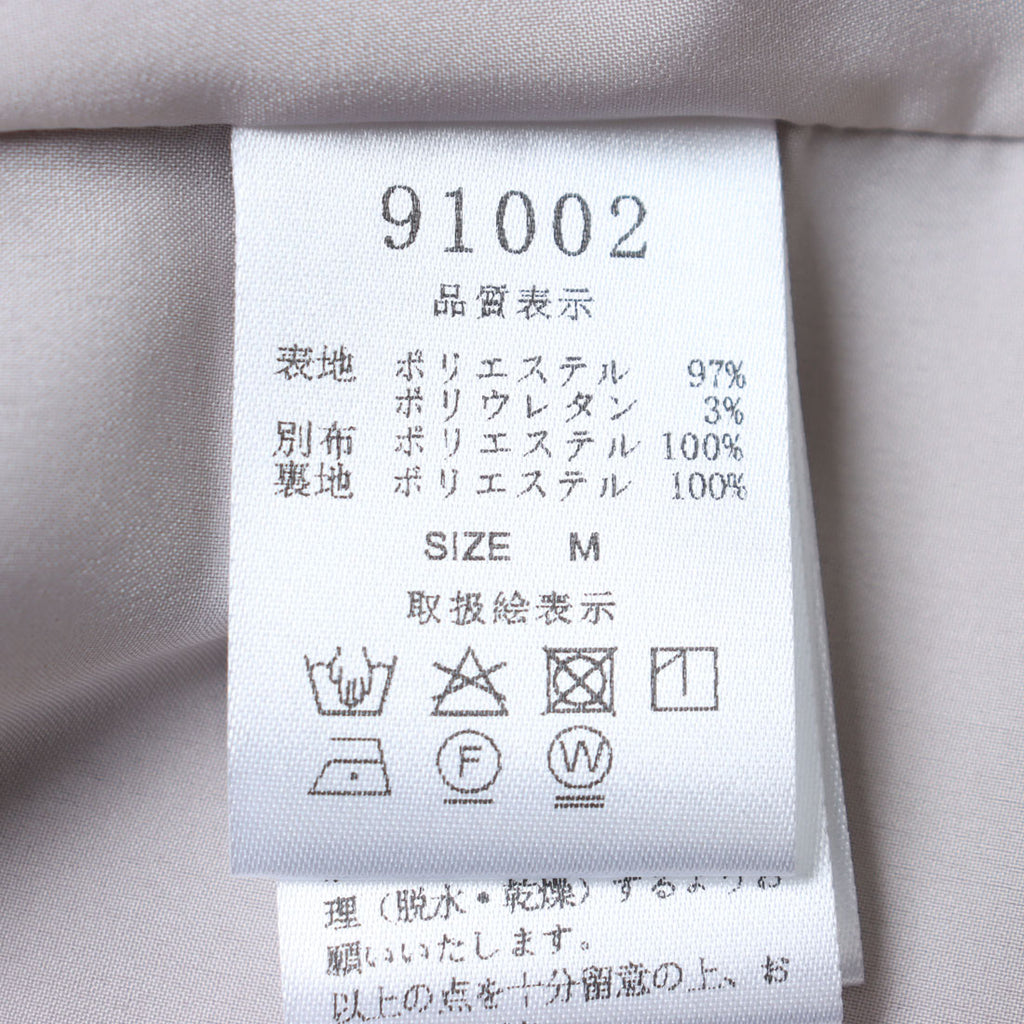 91002
品質表示
表地 ポリエステル 97%
ポリウレタン 3%
別布 ポリエステル 100%
裏地 ポリエステル 100%
SIZE M
取扱絵表示
F W
するようお
理（脱水・乾燥）
願いいたします。
以上の点を十分留意の上、お